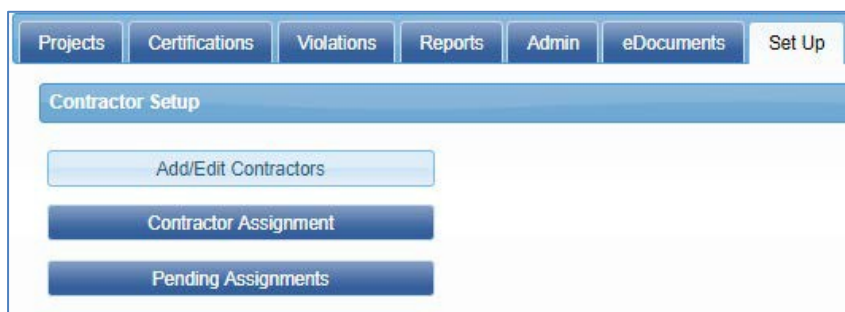 Projects Certifications Violations Reports Admin eDocuments Set Up
Contractor Setup
Add/Edit Contractors
Contractor Assignment
Pending Assignments